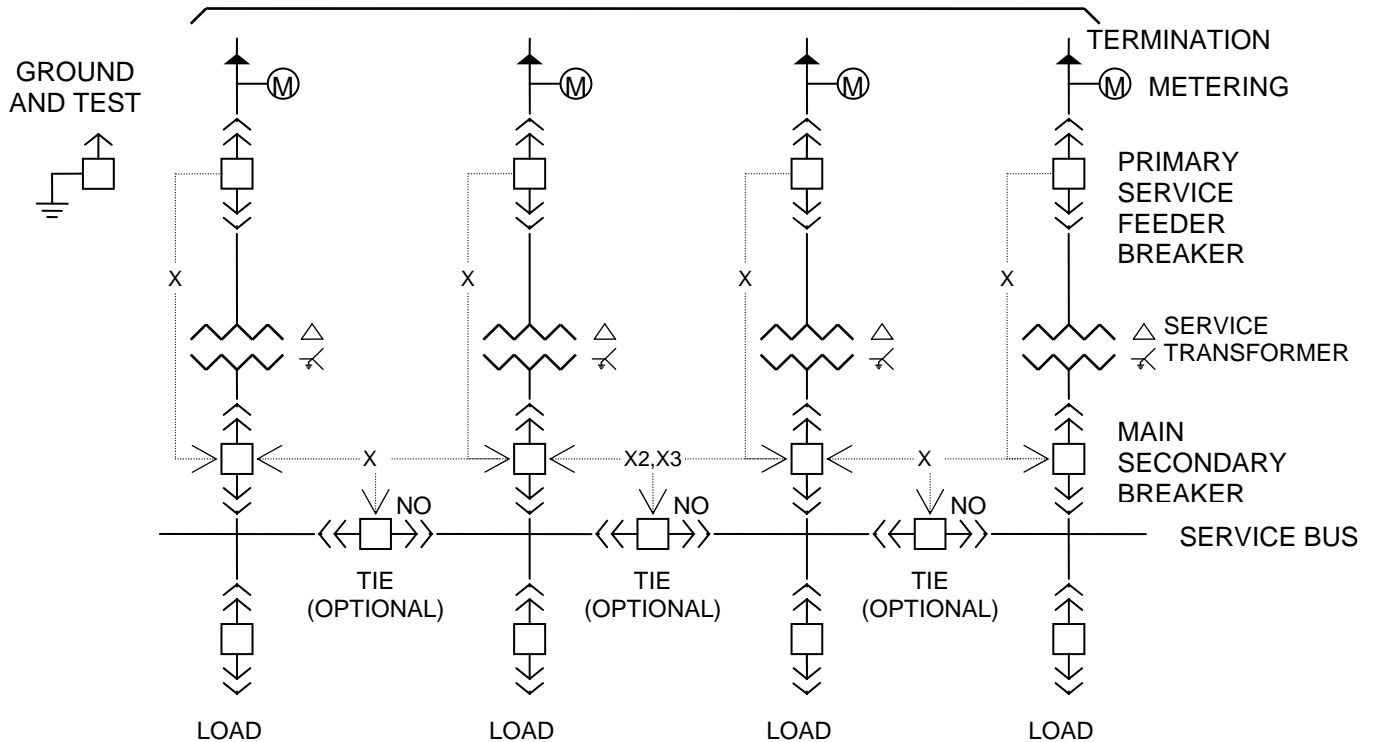 TERMINATION
GROUND
AND TEST
M
M
M
M
METERING
PRIMARY
SERVICE
FEEDER
BREAKER
X
X
X
X
SERVICE
TRANSFORMER
MAIN
SECONDARY
BREAKER
X
X2,X3
X
NO
NO
NO
SERVICE BUS
TIE
(OPTIONAL)
TIE
(OPTIONAL)
TIE
(OPTIONAL)
LOAD
LOAD
LOAD
LOAD